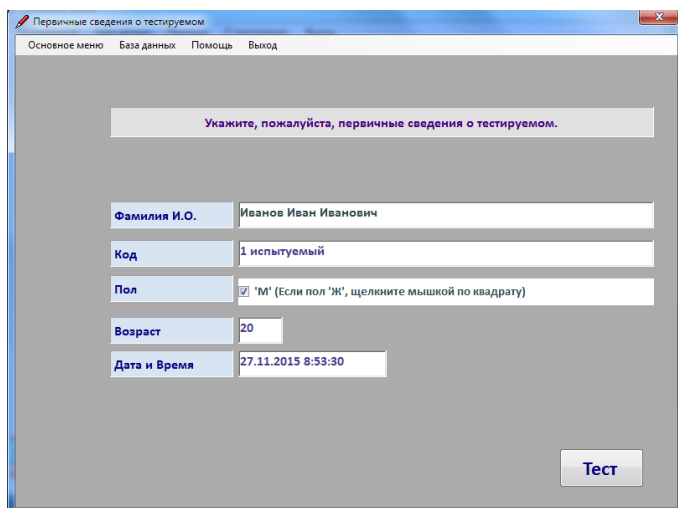 Первичные сведения о тестируемом
Основное меню База данных Помощь Выход
Укажите, пожалуйста, первичные сведения о тестируемом.
Фамилия И.О. Иванов Иван Иванович
Код 1 испытуемый
Пол 'М' (Если пол 'Ж', щелкните мышкой по квадрату)
Возраст 20
Дата и Время 27.11.2015 8:53:30
Тест